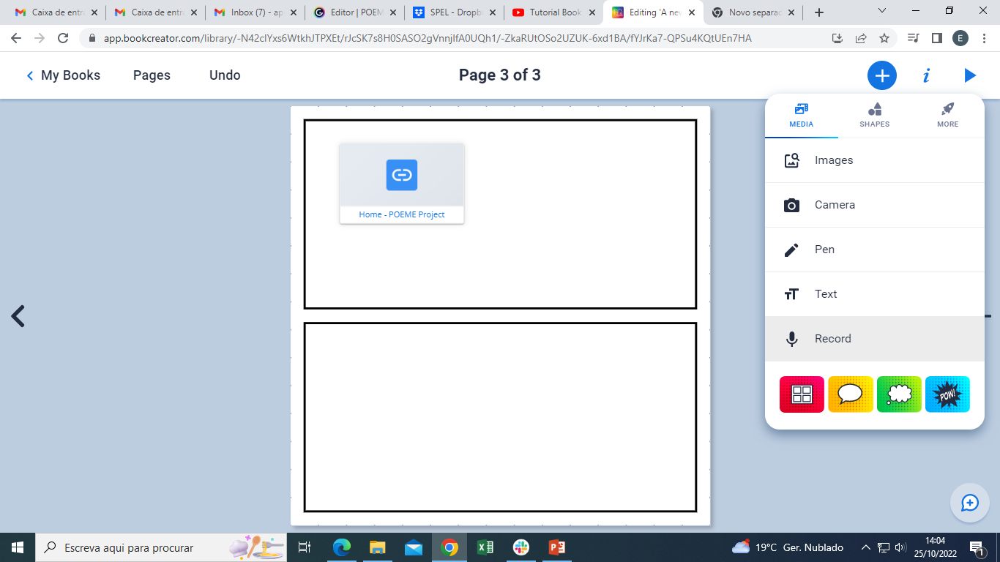 Caixa de entr
Caixa de entr
Inbox (7) - ap
Editor | POEM
SPEL - Dropb
Tutorial Book
Editing 'A new
Novo separad
app.bookcreator.com/library/-N42clYxs6WtkhJTPXEt/rJcSK7s8H0SASO2gVnnjIfA0UQh1/-ZkaRUtOSo2UZUK-6xd1BA/fYJrKa7-QPSu4KQtUEn7HA
E
My Books
Pages
Undo
Page 3 of 3
i
MEDIA
SHAPES
MORE
Images
Camera
Pen
Text
Record
POW!
Home - POEME Project
Escreva aqui para procurar
19°C Ger. Nublado
14:04
25/10/2022
1